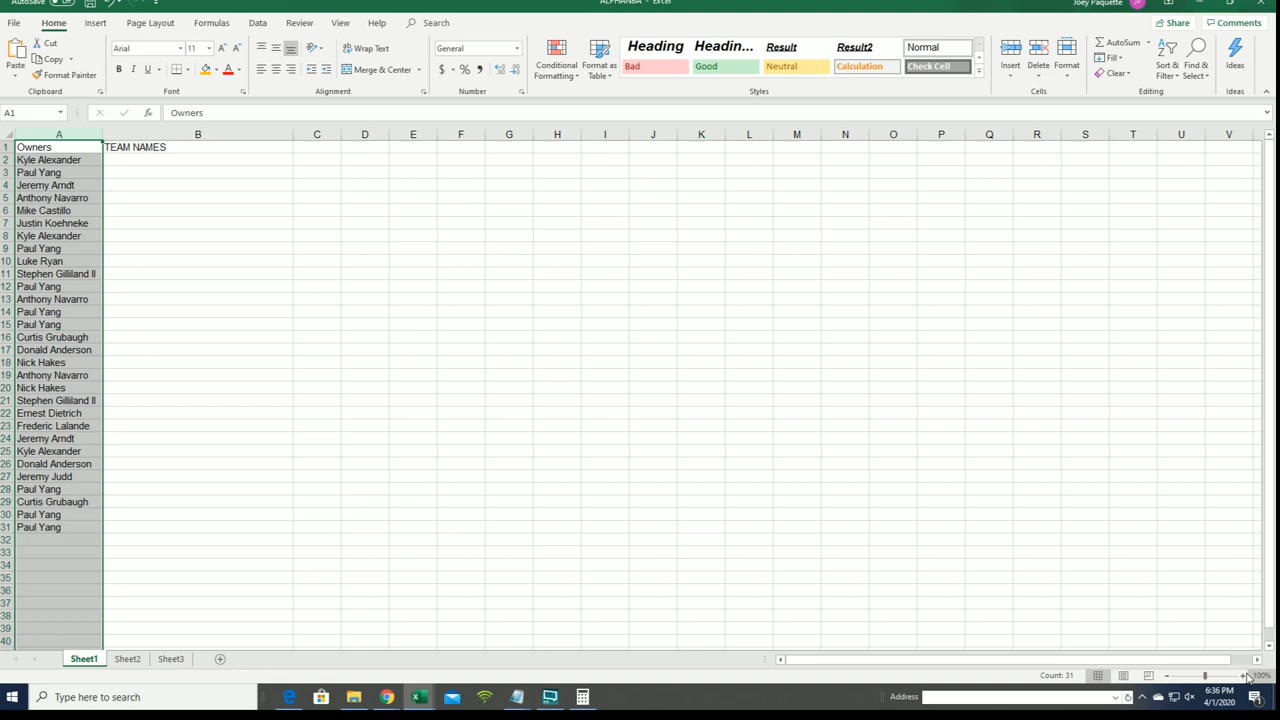 AutoSave Off
ALPHANBA - Excel
Joey Paquette JP
File Home Insert Page Layout Formulas Data Review View Help Search Share Comments
Paste Cut Copy Format Painter Clipboard
Arial 11 A A B I U A Font
Wrap Text Merge & Center Alignment
General $ % , Number
Conditional Formatting Format as Table
Heading Headin... Result Result2 Normal
Bad Good Neutral Calculation Check Cell
Styles
Insert Delete Format Cells
AutoSum Fill Clear Sort & Filter Find & Select Editing
Ideas Ideas
A1 fx Owners
A B C D E F G H I J K L M N O P Q R S T U V
1 Owners TEAM NAMES
2 Kyle Alexander
3 Paul Yang
4 Jeremy Arndt
5 Anthony Navarro
6 Mike Castillo
7 Justin Koehneke
8 Kyle Alexander
9 Paul Yang
10 Luke Ryan
11 Stephen Gilliland II
12 Paul Yang
13 Anthony Navarro
14 Paul Yang
15 Paul Yang
16 Curtis Grubaugh
17 Donald Anderson
18 Nick Hakes
19 Anthony Navarro
20 Nick Hakes
21 Stephen Gilliland II
22 Ernest Dietrich
23 Frederic Lalande
24 Jeremy Arndt
25 Kyle Alexander
26 Donald Anderson
27 Jeremy Judd
28 Paul Yang
29 Curtis Grubaugh
30 Paul Yang
31 Paul Yang
32
33
34
35
36
37
38
39
40
Sheet1 Sheet2 Sheet3
Count: 31 100%
Type here to search
Address
6:36 PM
4/1/2020